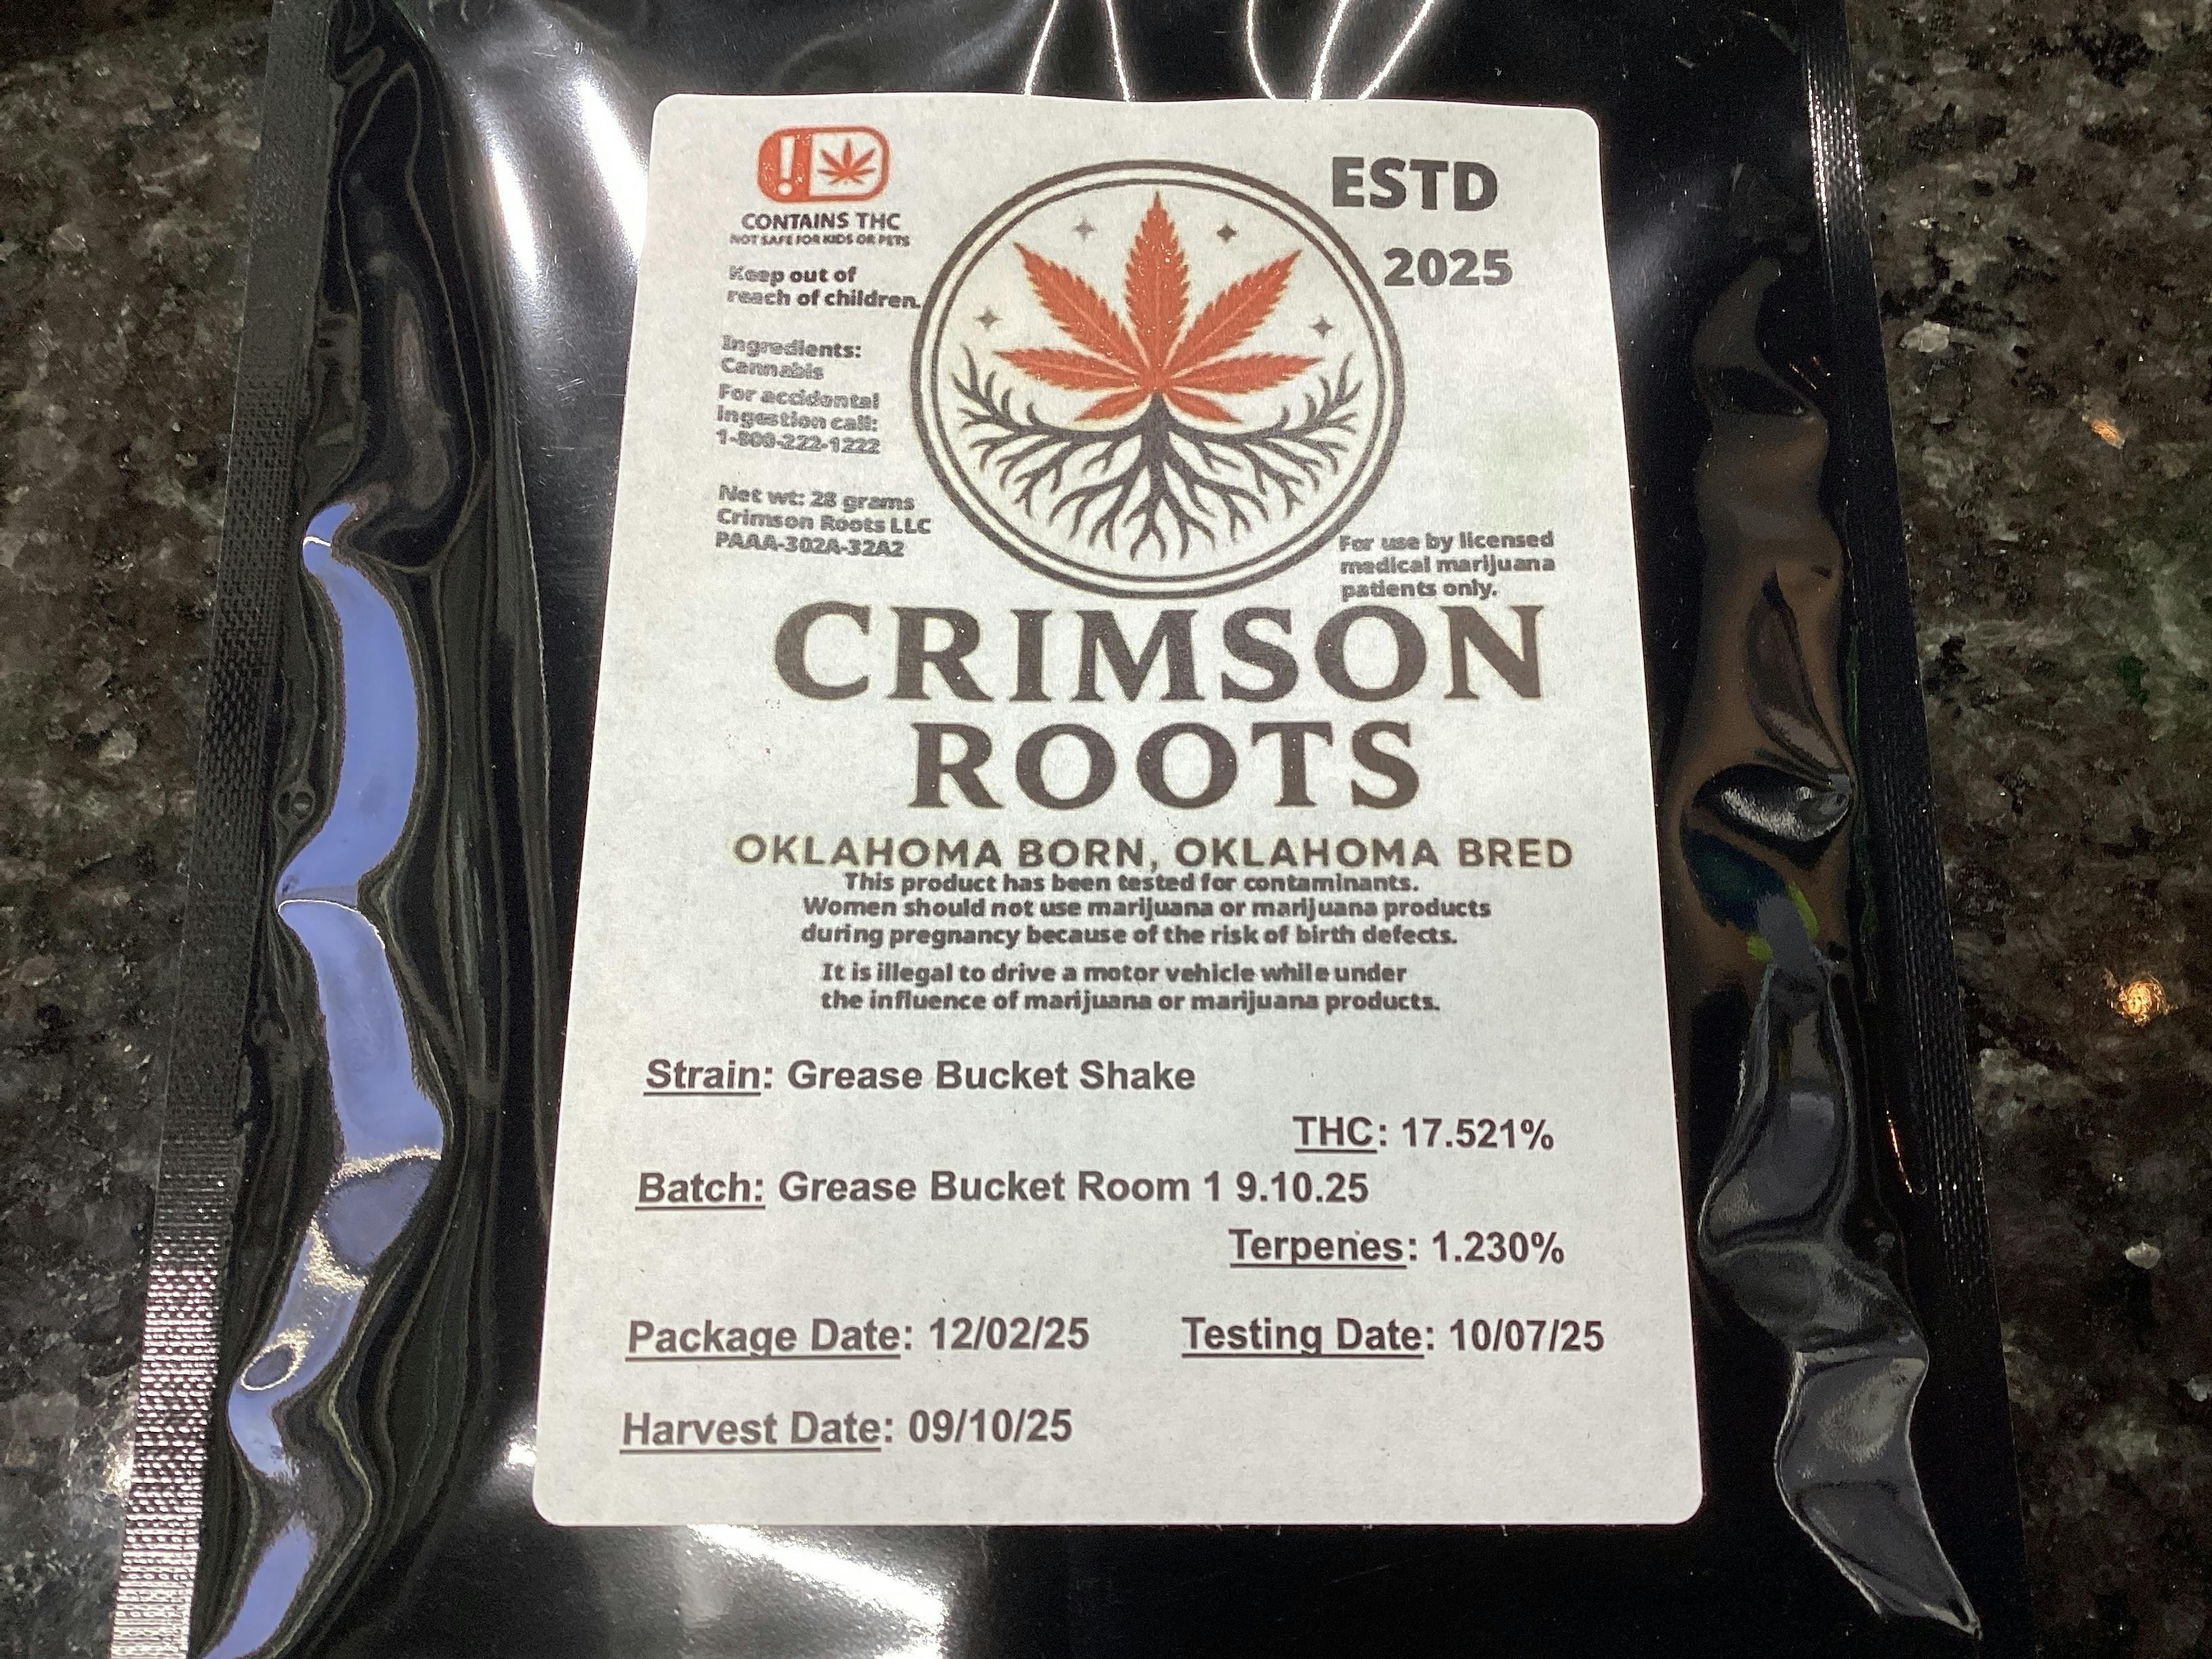 CONTAINS THC
NOT SAFE FOR KIDS OR PETS
Keep out of
reach of children.
Ingredients:
Cannabis
For accidental
ingestion call:
1-800-222-1222
Net wt: 28 grams
Crimson Roots LLC
PAAA-302A-32A2
ESTD
2025
For use by licensed
medical marijuana
patients only.
CRIMSON
ROOTS
OKLAHOMA BORN, OKLAHOMA BRED
This product has been tested for contaminants.
Women should not use marijuana or marijuana products
during pregnancy because of the risk of birth defects.
It is illegal to drive a motor vehicle while under
the influence of marijuana or marijuana products.
Strain: Grease Bucket Shake
THC: 17.521%
Batch: Grease Bucket Room 1 9.10.25
Terpenes: 1.230%
Package Date: 12/02/25 Testing Date: 10/07/25
Harvest Date: 09/10/25